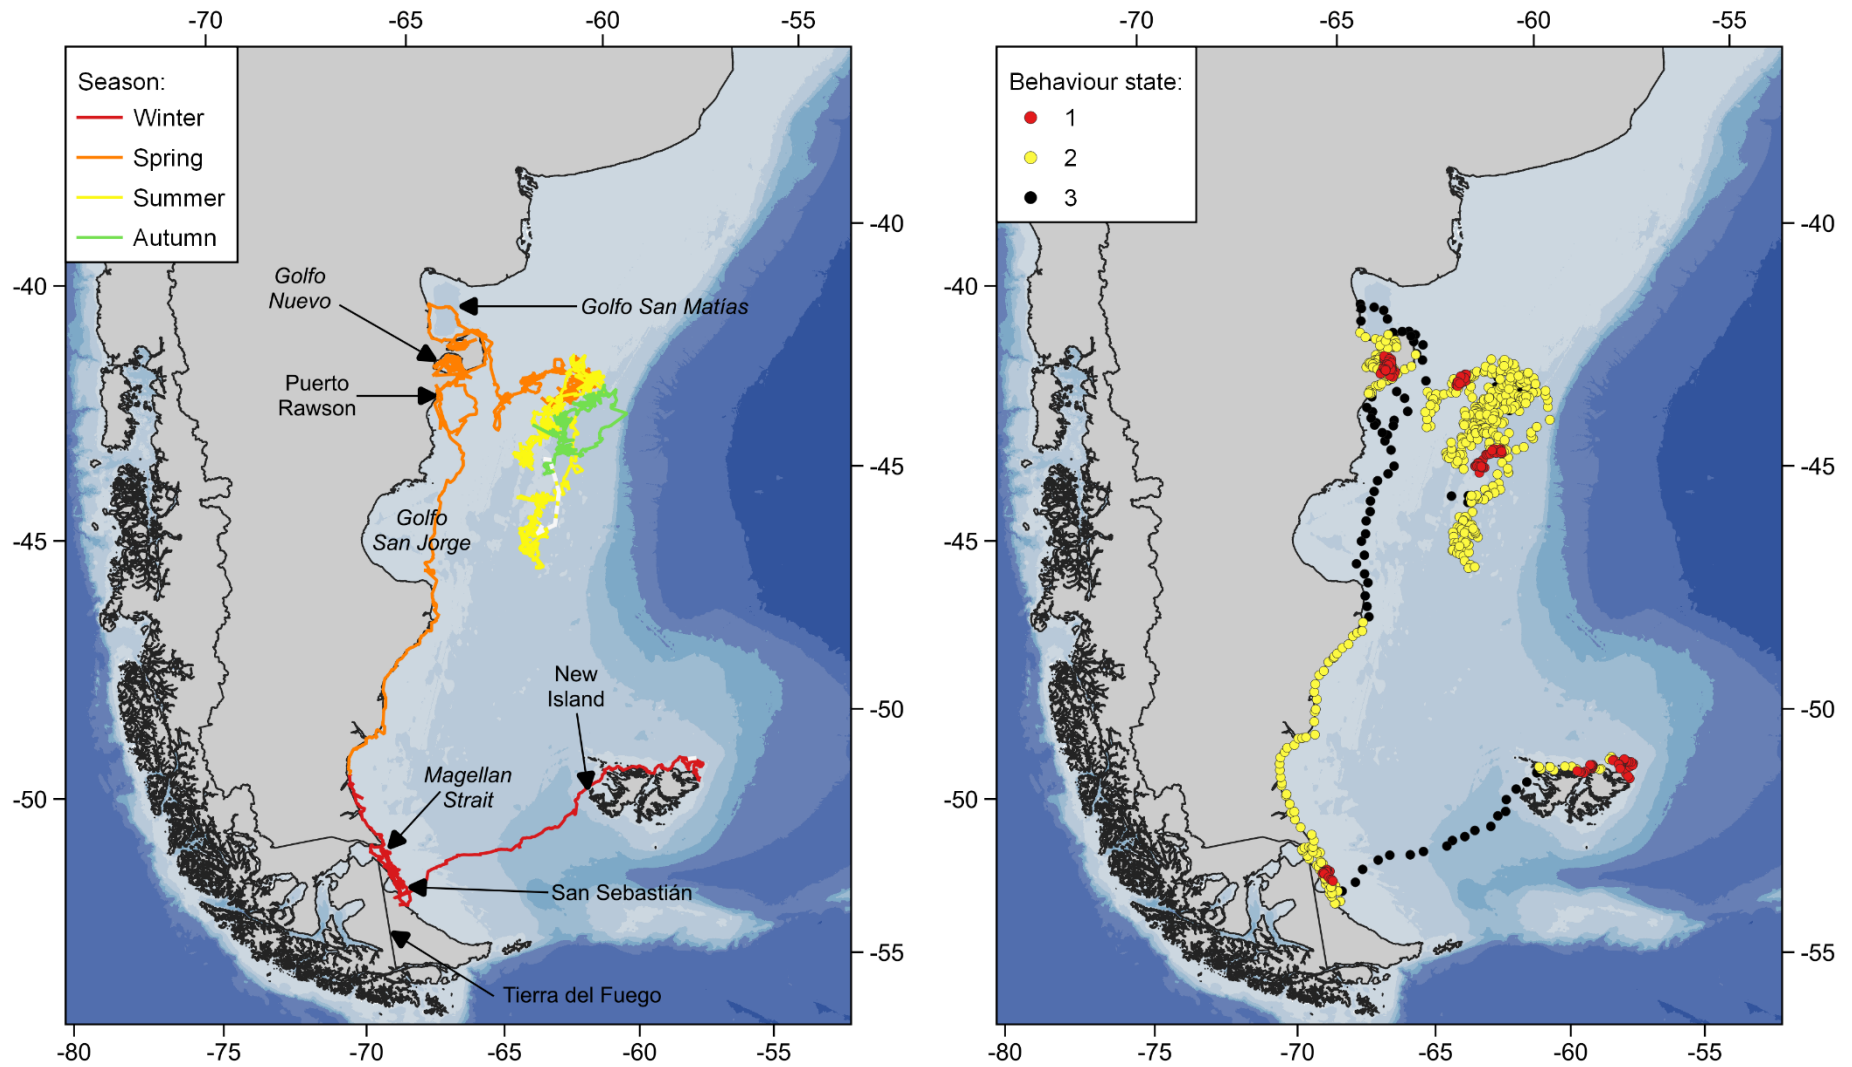 -70 -65 -60 -55
Season:
Winter
Spring
Summer
Autumn
Golfo
Nuevo
Golfo San Matías
Puerto
Rawson
Golfo
San Jorge
New
Island
Magellan
Strait
San Sebastián
Tierra del Fuego
-40
-45
-50
-40
-45
-50
-55
-80 -75 -70 -65 -60 -55
-70 -65 -60 -55
Behaviour state:
1
2
3
-40
-45
-50
-40
-45
-50
-55
-80 -75 -70 -65 -60 -55